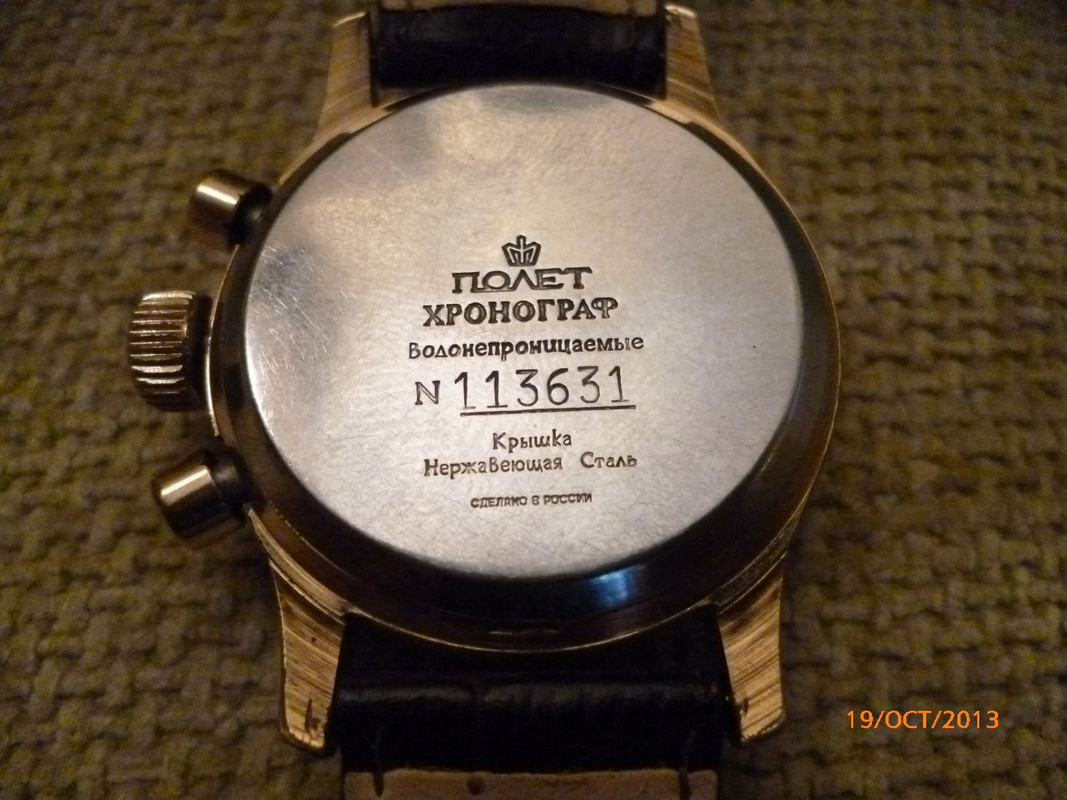 ПОЛЕТ
ХРОНОГРАФ
Водонепроницаемые
N 113631
Крышка
Нержавеющая Сталь
СДЕЛАНО В РОССИИ
19/OCT/2013